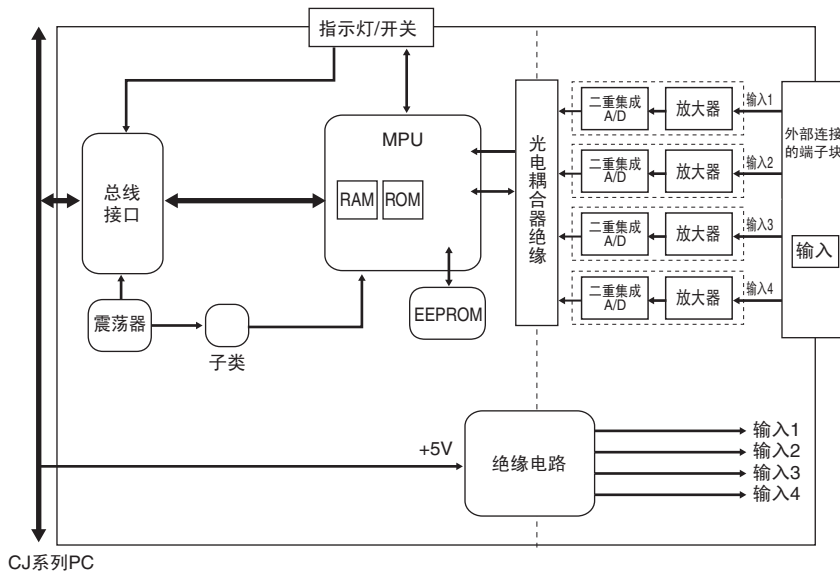 指示灯/开关
总线
接口
MPU
RAM
ROM
EEPROM
震荡器
子类
光电耦合器绝缘
二重集成
A/D
放大器
输入1
二重集成
A/D
放大器
输入2
二重集成
A/D
放大器
输入3
二重集成
A/D
放大器
输入4
外部连接
的端子块
输入
+5V
绝缘电路
输入1
输入2
输入3
输入4
CJ系列PC